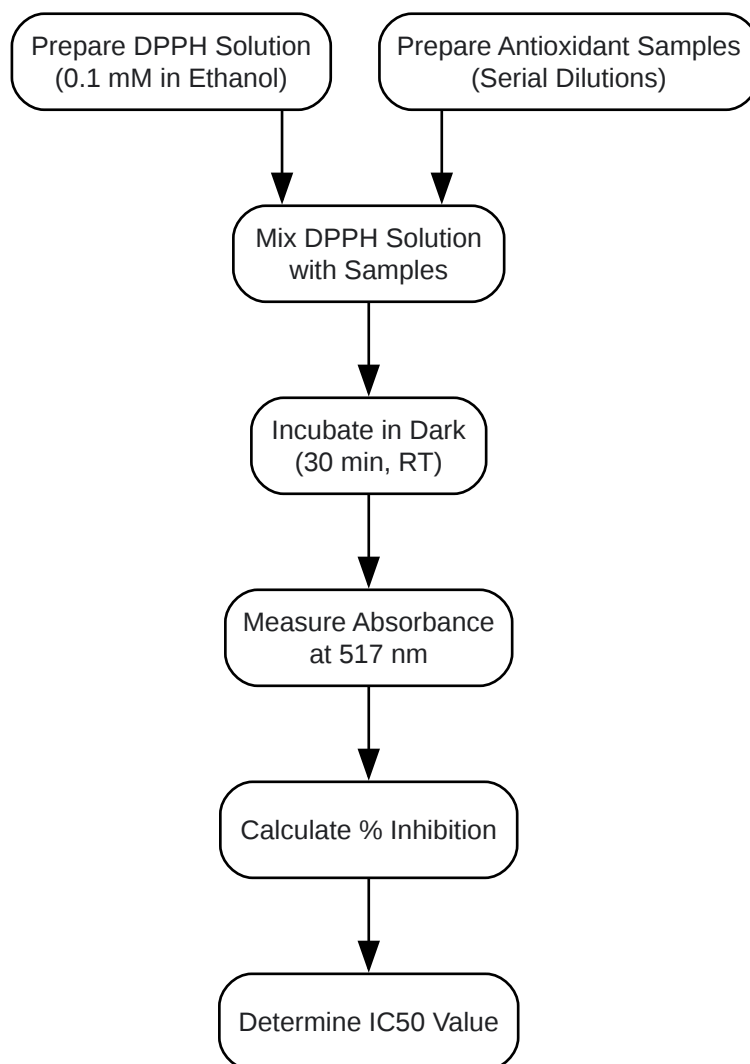 Prepare DPPH Solution
(0.1 mM in Ethanol)
Prepare Antioxidant Samples
(Serial Dilutions)
Mix DPPH Solution
with Samples
Incubate in Dark
(30 min, RT)
Measure Absorbance
at 517 nm
Calculate % Inhibition
Determine IC50 Value